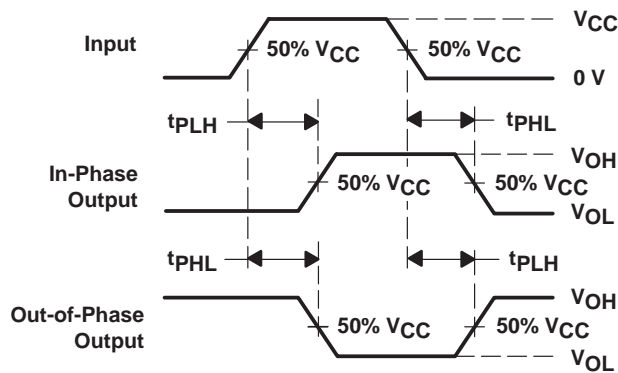 VCC
Input
50% VCC
50% VCC
0 V
tPLH
tPHL
VOH
In-Phase
Output
50% VCC
50% VCC
VOL
tPHL
tPLH
VOH
Out-of-Phase
Output
50% VCC
50% VCC
VOL